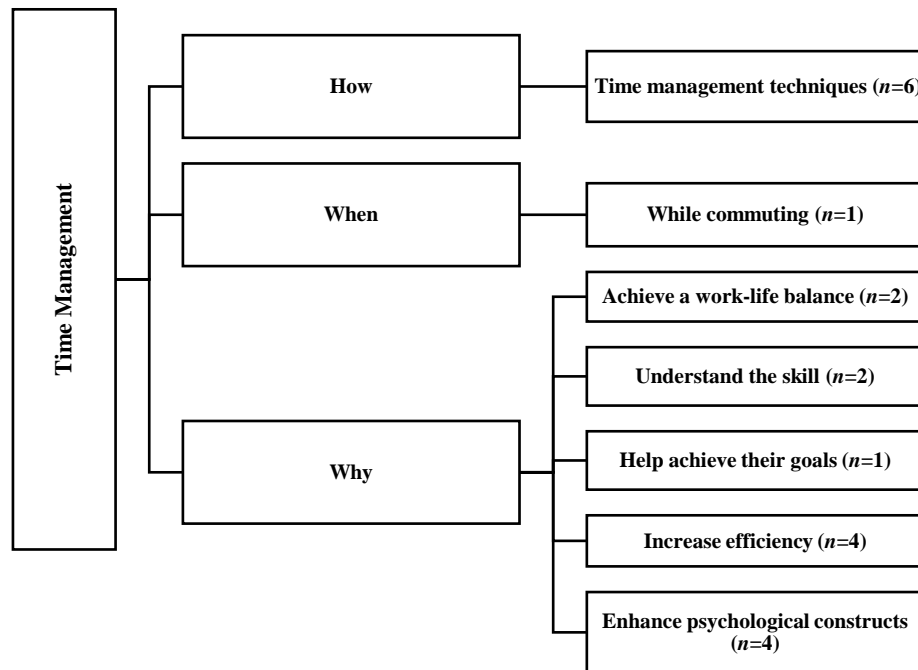 Time Management
How
Time management techniques (n=6)
When
While commuting (n=1)
Why
Achieve a work-life balance (n=2)
Understand the skill (n=2)
Help achieve their goals (n=1)
Increase efficiency (n=4)
Enhance psychological constructs
(n=4)